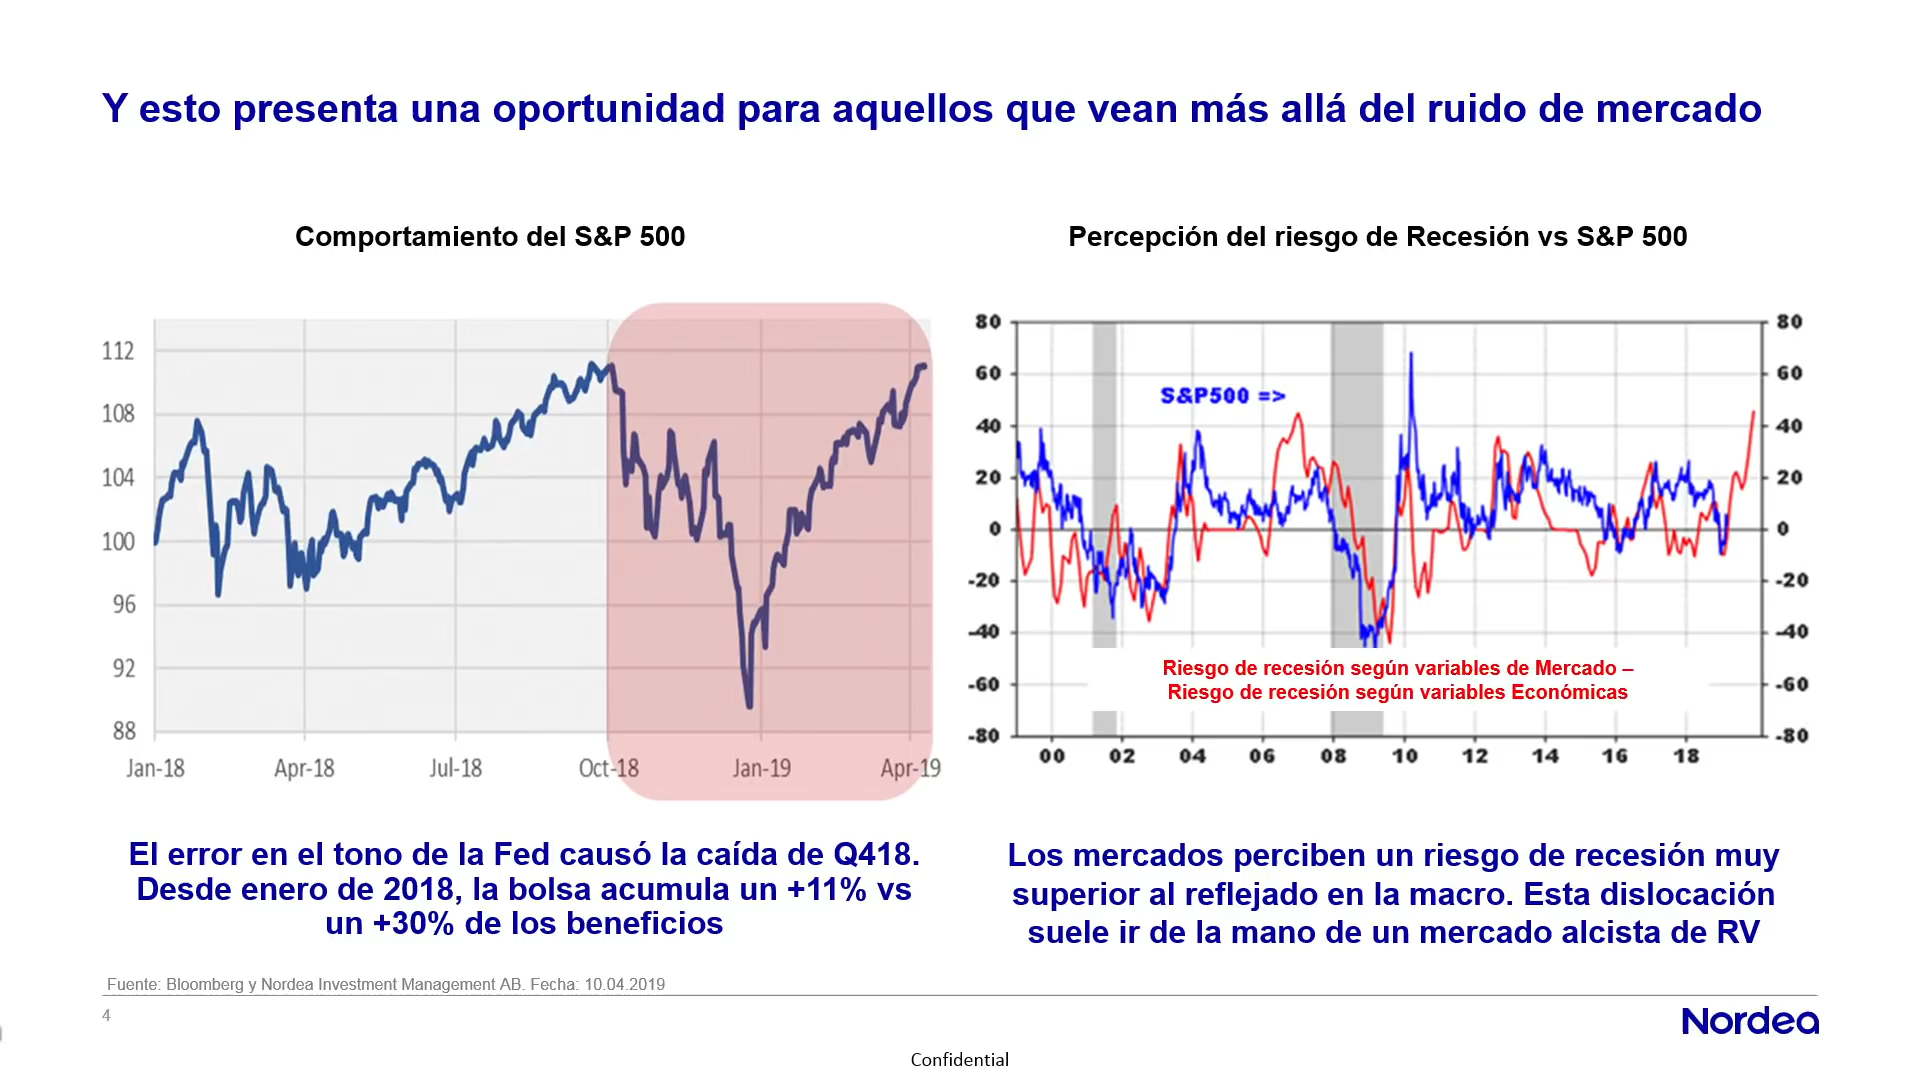 Y esto presenta una oportunidad para aquellos que vean más allá del ruido de mercado
Comportamiento del S&P 500
112
108
104
100
96
92
88
Jan-18
Apr-18
Jul-18
Oct-18
Jan-19
Apr-19
El error en el tono de la Fed causó la caída de Q418.
Desde enero de 2018, la bolsa acumula un +11% vs
un +30% de los beneficios
Percepción del riesgo de Recesión vs S&P 500
80
60
40
20
0
-20
-40
-60
-80
S&P500 =>
Riesgo de recesión según variables de Mercado –
Riesgo de recesión según variables Económicas
80
60
40
20
0
-20
-40
-60
-80
00
02
04
06
08
10
12
14
16
18
Los mercados perciben un riesgo de recesión muy
superior al reflejado en la macro. Esta dislocación
suele ir de la mano de un mercado alcista de RV
Fuente: Bloomberg y Nordea Investment Management AB. Fecha: 10.04.2019
4
Nordea
Confidential